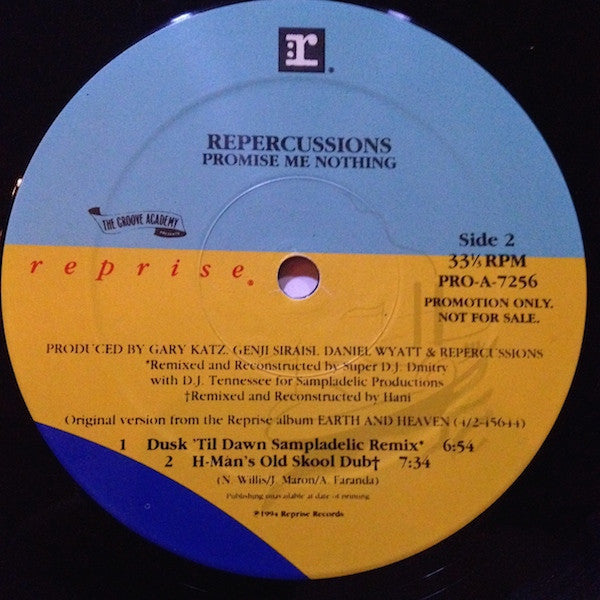 r
REPERCUSSIONS
PROMISE ME NOTHING
THE GROOVE ACADEMY
PRESENTS
Side 2
33⅓ RPM
PRO-A-7256
PROMOTION ONLY.
NOT FOR SALE.
reprise®
PRODUCED BY GARY KATZ, GENJI SIRAISI, DANIEL WYATT & REPERCUSSIONS
*Remixed and Reconstructed by Super D.J. Dmitry
with D.J. Tennessee for Sampladelic Productions
†Remixed and Reconstructed by Hani
Original version from the Reprise album EARTH AND HEAVEN (4/2-45644)
1 Dusk 'Til Dawn Sampladelic Remix* 6:54
2 H-Man's Old Skool Dub† 7:34
(N. Willis/J. Maron/A. Faranda)
Publishing unavailable at date of printing
℗1994 Reprise Records